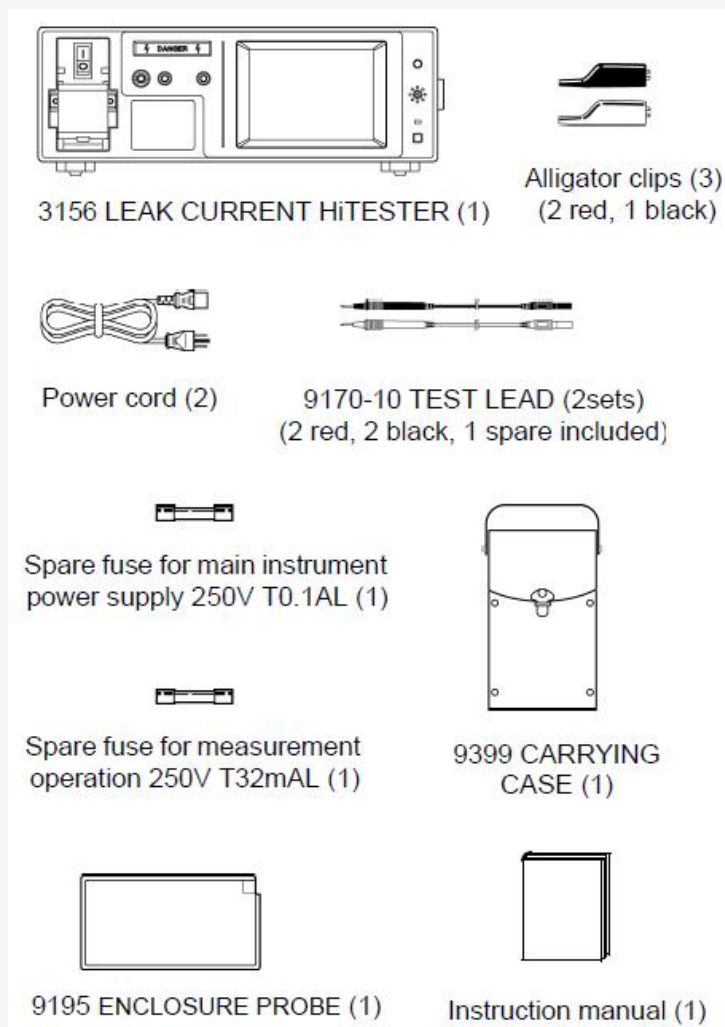 DANGER
3156 LEAK CURRENT HiTESTER (1)
Alligator clips (3)
(2 red, 1 black)
Power cord (2)
9170-10 TEST LEAD (2sets)
(2 red, 2 black, 1 spare included)
Spare fuse for main instrument
power supply 250V T0.1AL (1)
Spare fuse for measurement
operation 250V T32mAL (1)
9399 CARRYING
CASE (1)
9195 ENCLOSURE PROBE (1)
Instruction manual (1)